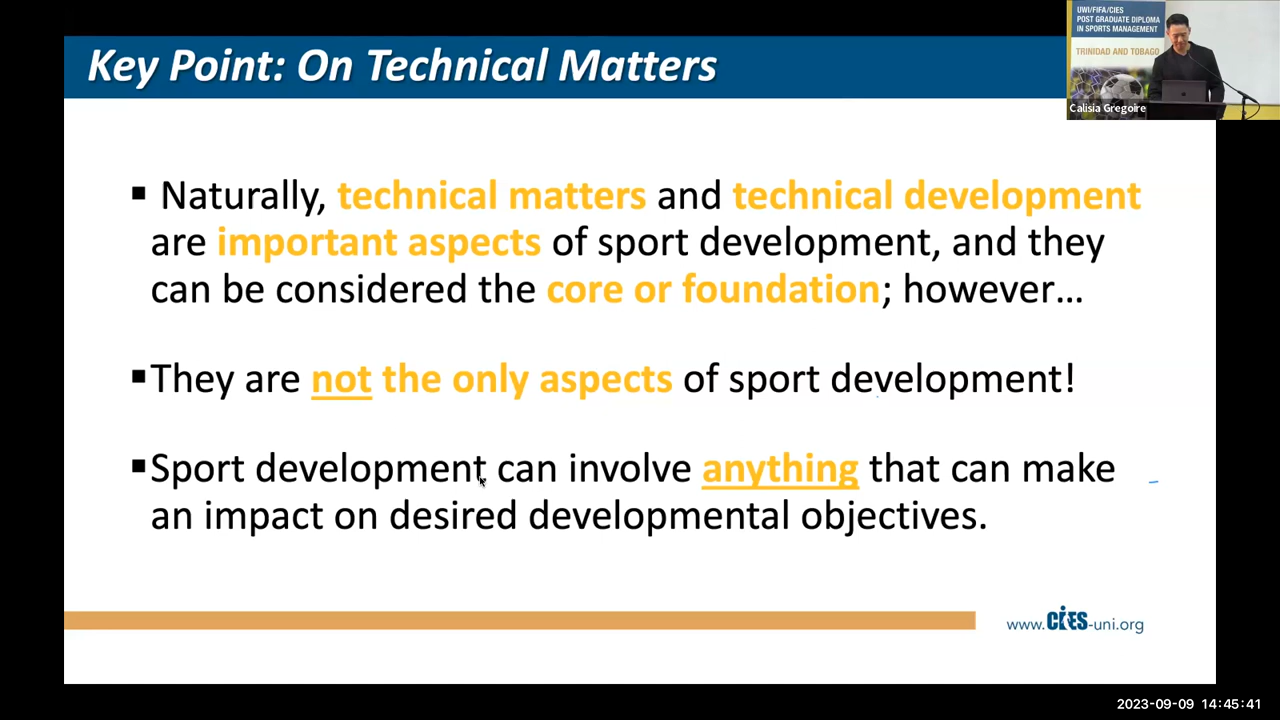 Key Point: On Technical Matters
UWI/FIFA/CIES
POST GRADUATE DIPLOMA
IN SPORTS MANAGEMENT
TRINIDAD AND TOBAGO
Calisia Gregoire
▪ Naturally, technical matters and technical development
are important aspects of sport development, and they
can be considered the core or foundation; however...
▪They are not the only aspects of sport development!
▪Sport development can involve anything that can make
an impact on desired developmental objectives.
www.CIES-uni.org
2023-09-09 14:45:41